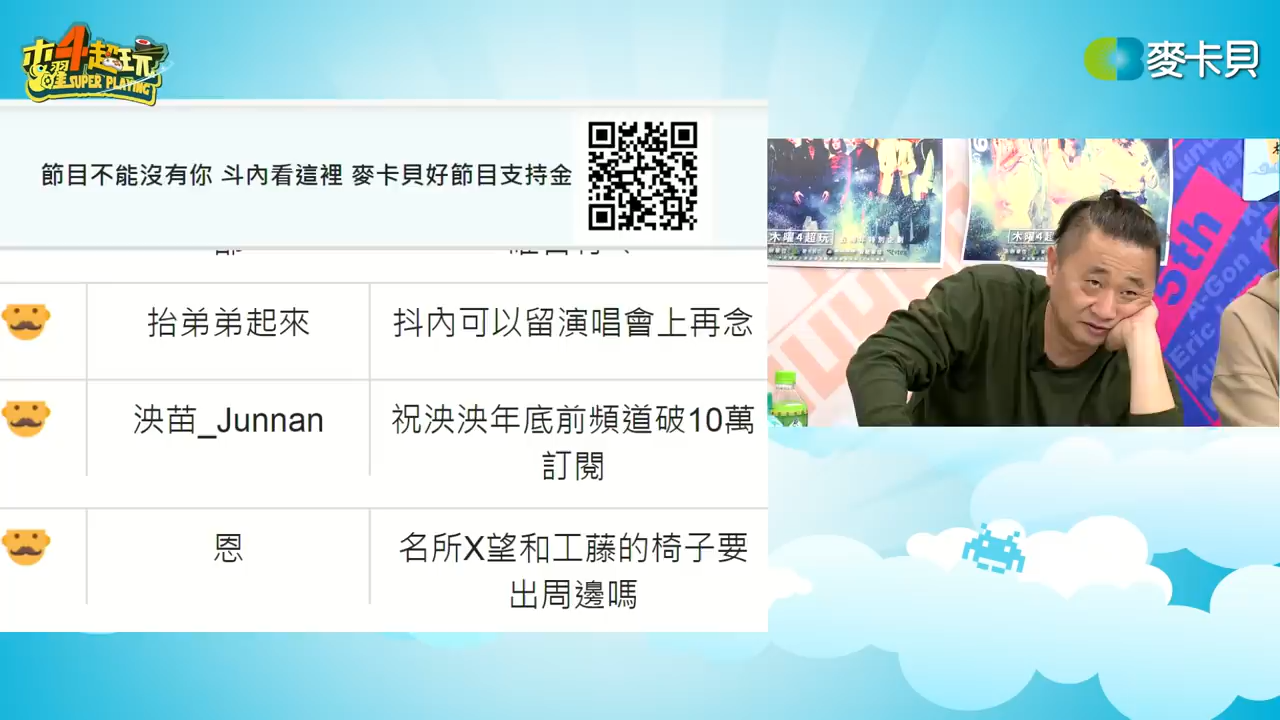 木曜4超玩
SUPER PLAYING
麥卡貝
節目不能沒有你 斗內看這裡 麥卡貝好節目支持金
抬弟弟起來
抖內可以留演唱會上再念
泱苗_Junnan
祝泱泱年底前頻道破10萬
訂閱
恩
名所X望和工藤的椅子要
出周邊嗎
木曜4超玩
木曜4超
5th
A-Gon
Eric